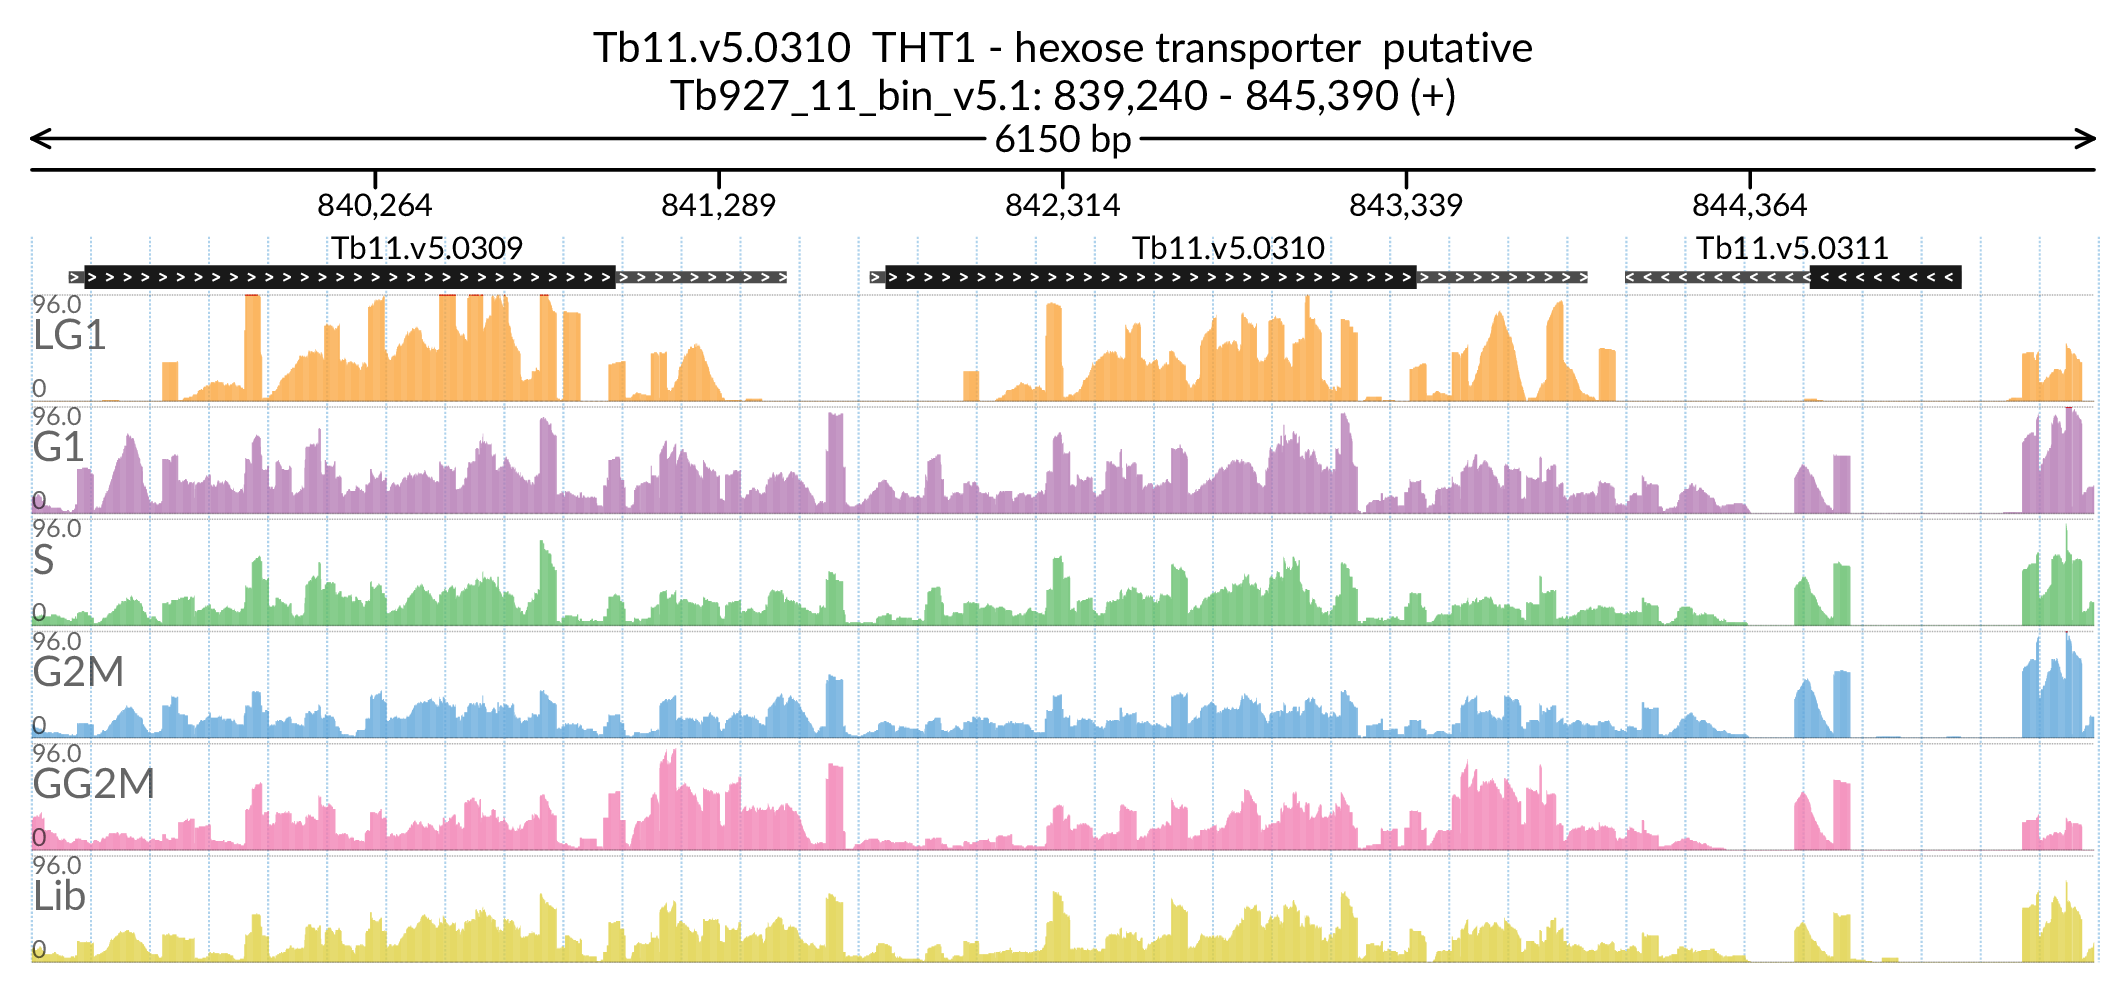 Tb11.v5.0310 THT1 - hexose transporter putative
Tb927_11_bin_v5.1: 839,240 - 845,390 (+)
6150 bp
840,264 841,289 842,314 843,339 844,364
Tb11.v5.0309 Tb11.v5.0310 Tb11.v5.0311
96.0
LG1
0
96.0
G1
0
96.0
S
0
96.0
G2M
0
96.0
GG2M
0
96.0
Lib
0